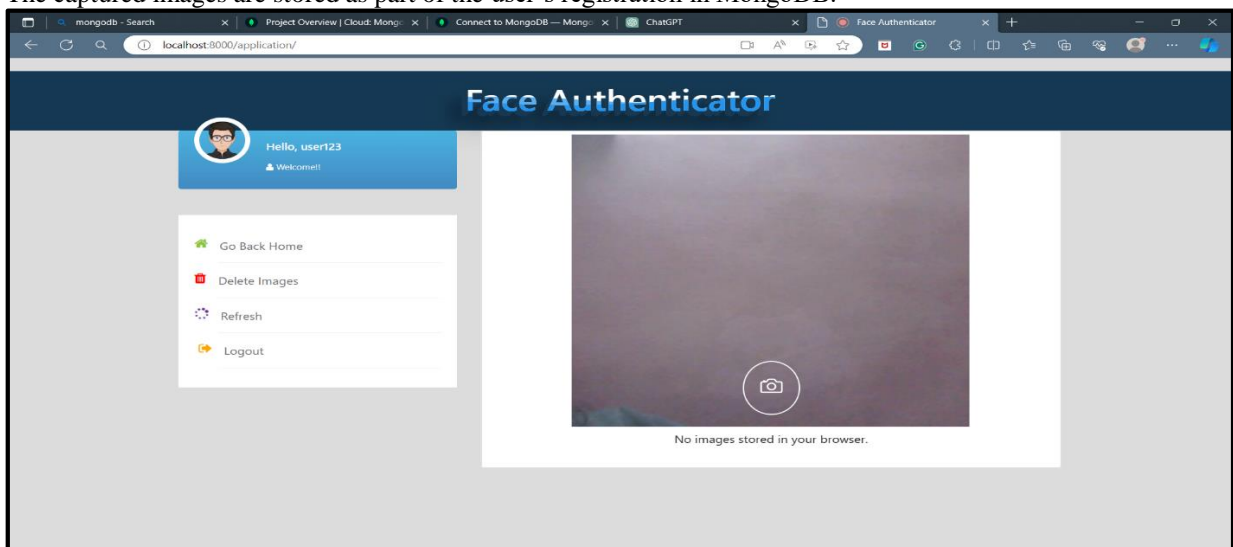 The captured images are stored as part of the user's registration in MongoDB.
mongodb - Search
Project Overview | Cloud: Mongo
Connect to MongoDB — Mongo
ChatGPT
Face Authenticator
localhost:8000/application/
Face Authenticator
Hello, user123
Welcome!!
Go Back Home
Delete Images
Refresh
Logout
No images stored in your browser.